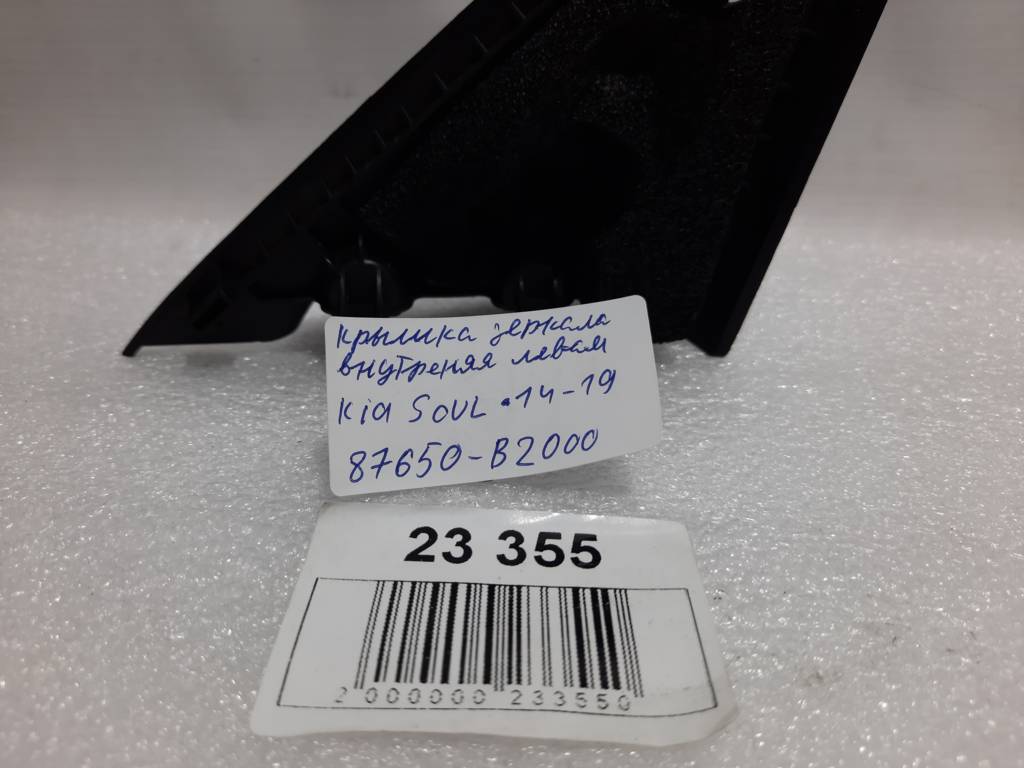 крышка зеркала
внутреняя левая
Kia SOUL •14-19
87650-B2000
23 355
2 000000 233550